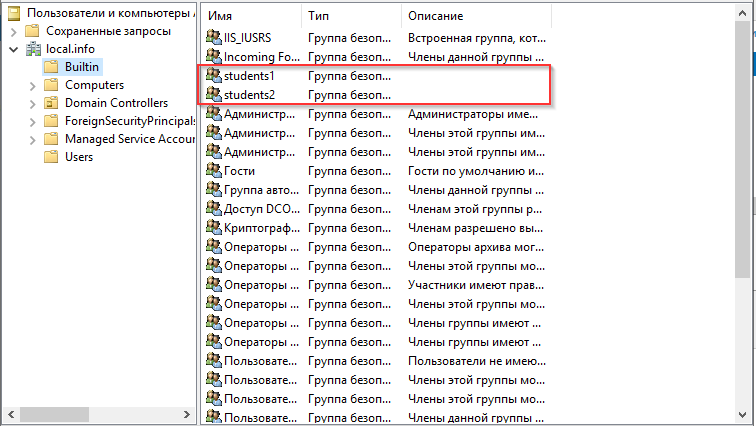 Пользователи и компьютеры А
Сохраненные запросы
local.info
Builtin
Computers
Domain Controllers
ForeignSecurityPrincipals
Managed Service Accour
Users
Имя Тип Описание
IIS_IUSRS Группа безоп... Встроенная группа, кот...
Incoming Fo... Группа безоп... Члены данной группы ...
students1 Группа безоп...
students2 Группа безоп...
Администр... Группа безоп... Администраторы име...
Администр... Группа безоп... Члены этой группы им...
Администр... Группа безоп... Члены этой группы им...
Гости Группа безоп... Гости по умолчанию и...
Группа авто... Группа безоп... Члены данной группы ...
Доступ DCO... Группа безоп... Членам этой группы р...
Криптограф... Группа безоп... Членам разрешено вы...
Операторы ... Группа безоп... Операторы архива мог...
Операторы ... Группа безоп... Члены этой группы мо...
Операторы ... Группа безоп... Участники имеют прав...
Операторы ... Группа безоп... Члены этой группы мо...
Операторы ... Группа безоп... Члены группы имеют ...
Операторы ... Группа безоп... Члены группы имеют ...
Пользовате... Группа безоп... Пользователи не имею...
Пользовате... Группа безоп... Члены этой группы мо...
Пользовате... Группа безоп... Члены этой группы мо...
Пользовате... Группа безоп... Члены данной группы ...